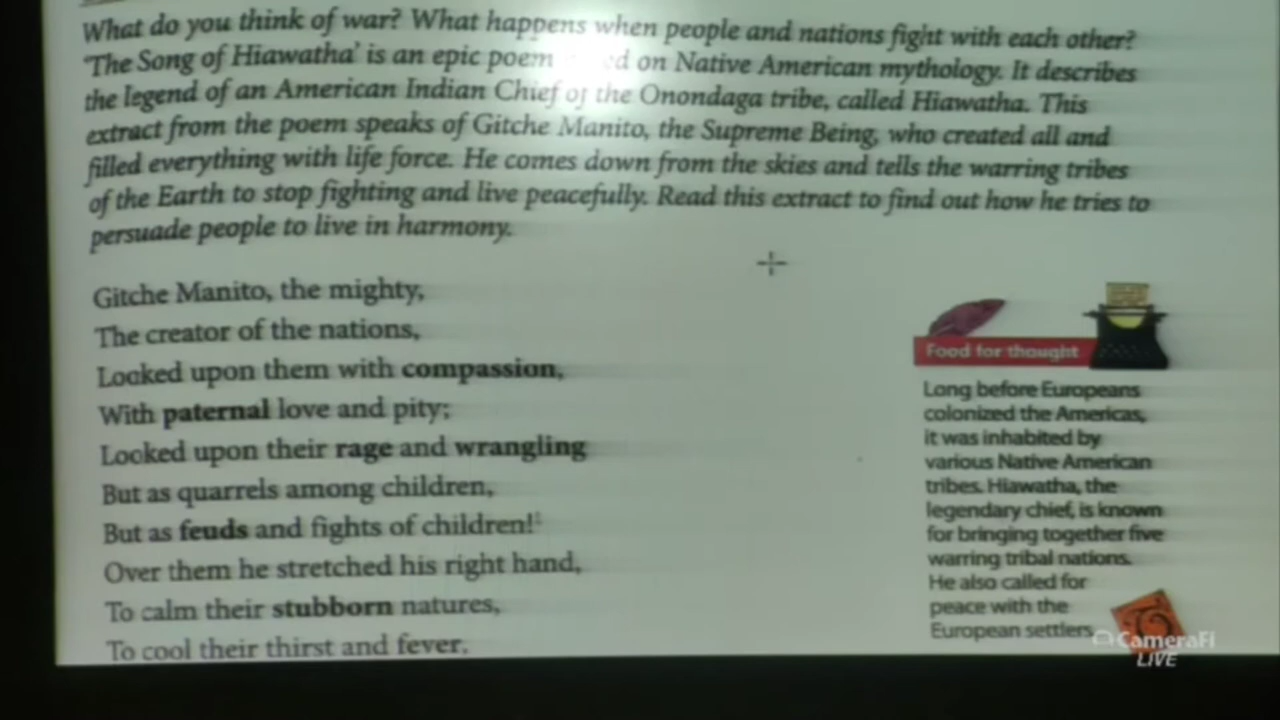 What do you think of war? What happens when people and nations fight with each other?
'The Song of Hiawatha' is an epic poem on Native American mythology. It describes
the legend of an American Indian Chief of the Onondaga tribe, called Hiawatha. This
extract from the poem speaks of Gitche Manito, the Supreme Being, who created all and
filled everything with life force. He comes down from the skies and tells the warring tribes
of the Earth to stop fighting and live peacefully. Read this extract to find out how he tries to
persuade people to live in harmony.
Gitche Manito, the mighty,
The creator of the nations,
Looked upon them with compassion,
With paternal love and pity;
Looked upon their rage and wrangling
But as quarrels among children,
But as feuds and fights of children!
Over them he stretched his right hand,
To calm their stubborn natures,
To cool their thirst and fever,
Food for thought
Long before Europeans
colonized the Americas,
it was inhabited by
various Native American
tribes. Hiawatha, the
legendary chief, is known
for bringing together five
warring tribal nations.
He also called for
peace with the
European settlers.
CameraFi
LIVE